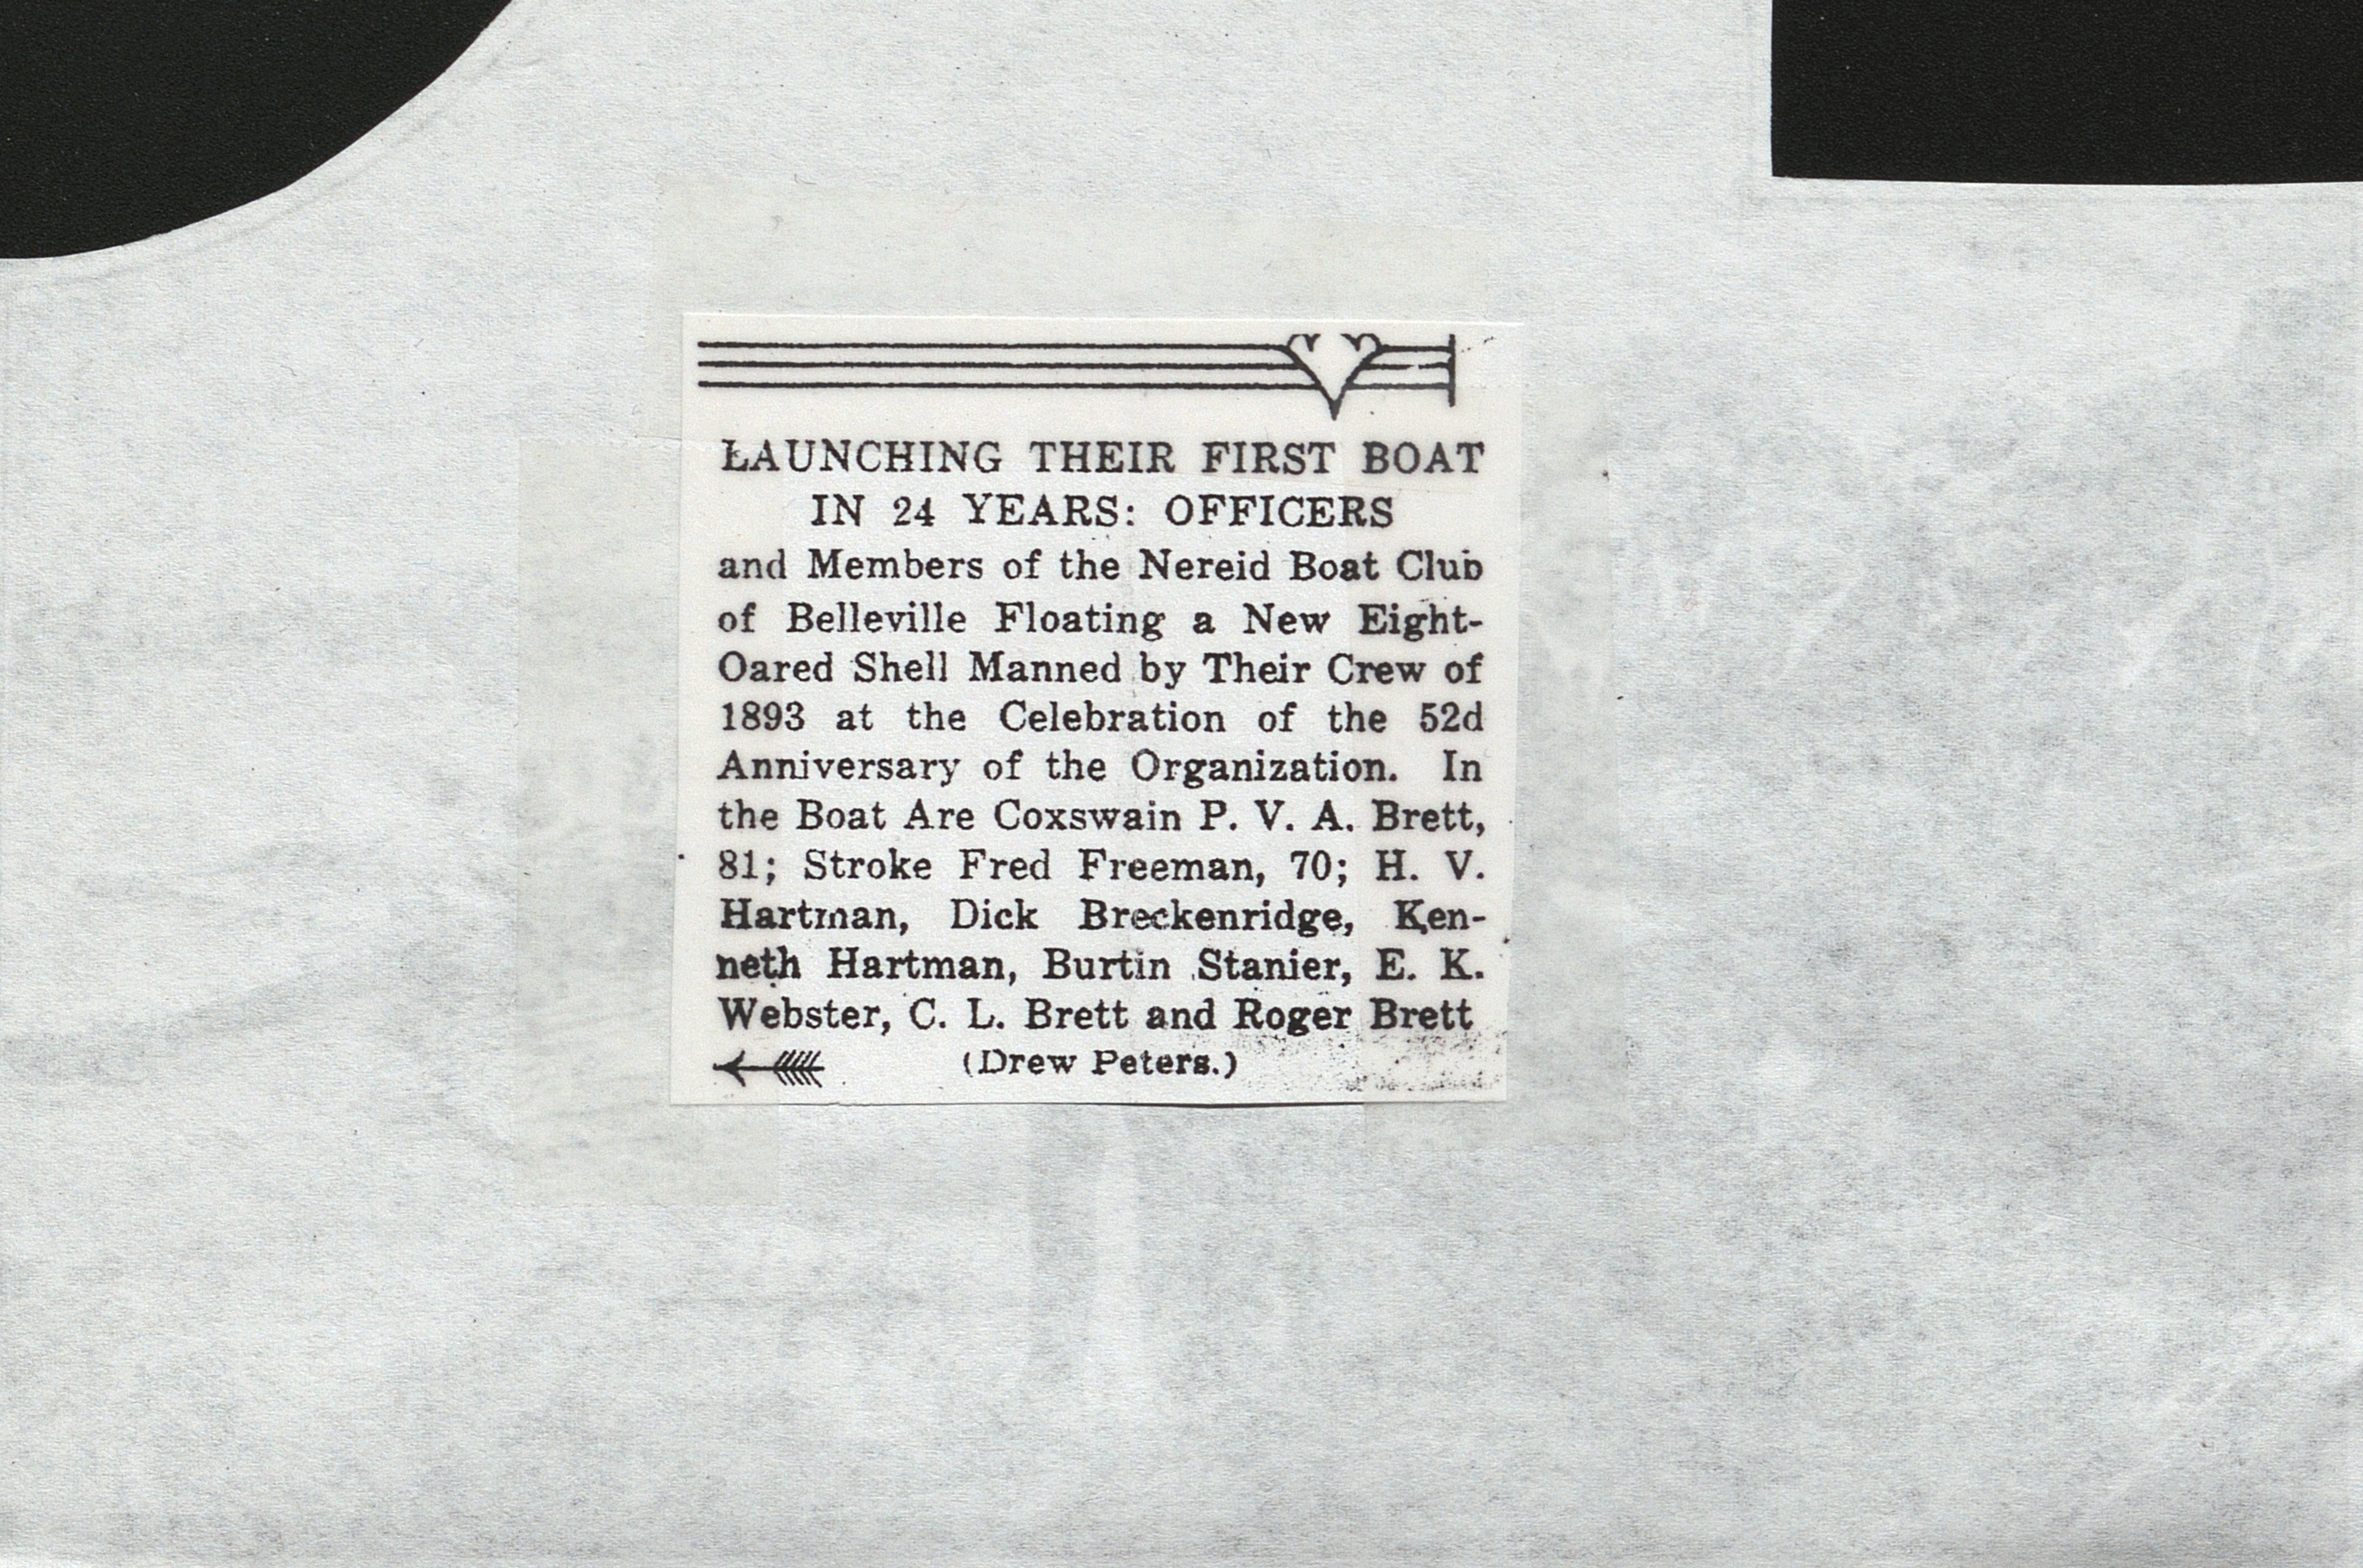 LAUNCHING THEIR FIRST BOAT
IN 24 YEARS: OFFICERS
and Members of the Nereid Boat Club
of Belleville Floating a New Eight-
Oared Shell Manned by Their Crew of
1893 at the Celebration of the 52d
Anniversary of the Organization. In
the Boat Are Coxswain P. V. A. Brett,
81; Stroke Fred Freeman, 70; H. V.
Hartman, Dick Breckenridge, Ken-
neth Hartman, Burtin Stanier, E. K.
Webster, C. L. Brett and Roger Brett
(Drew Peters.)